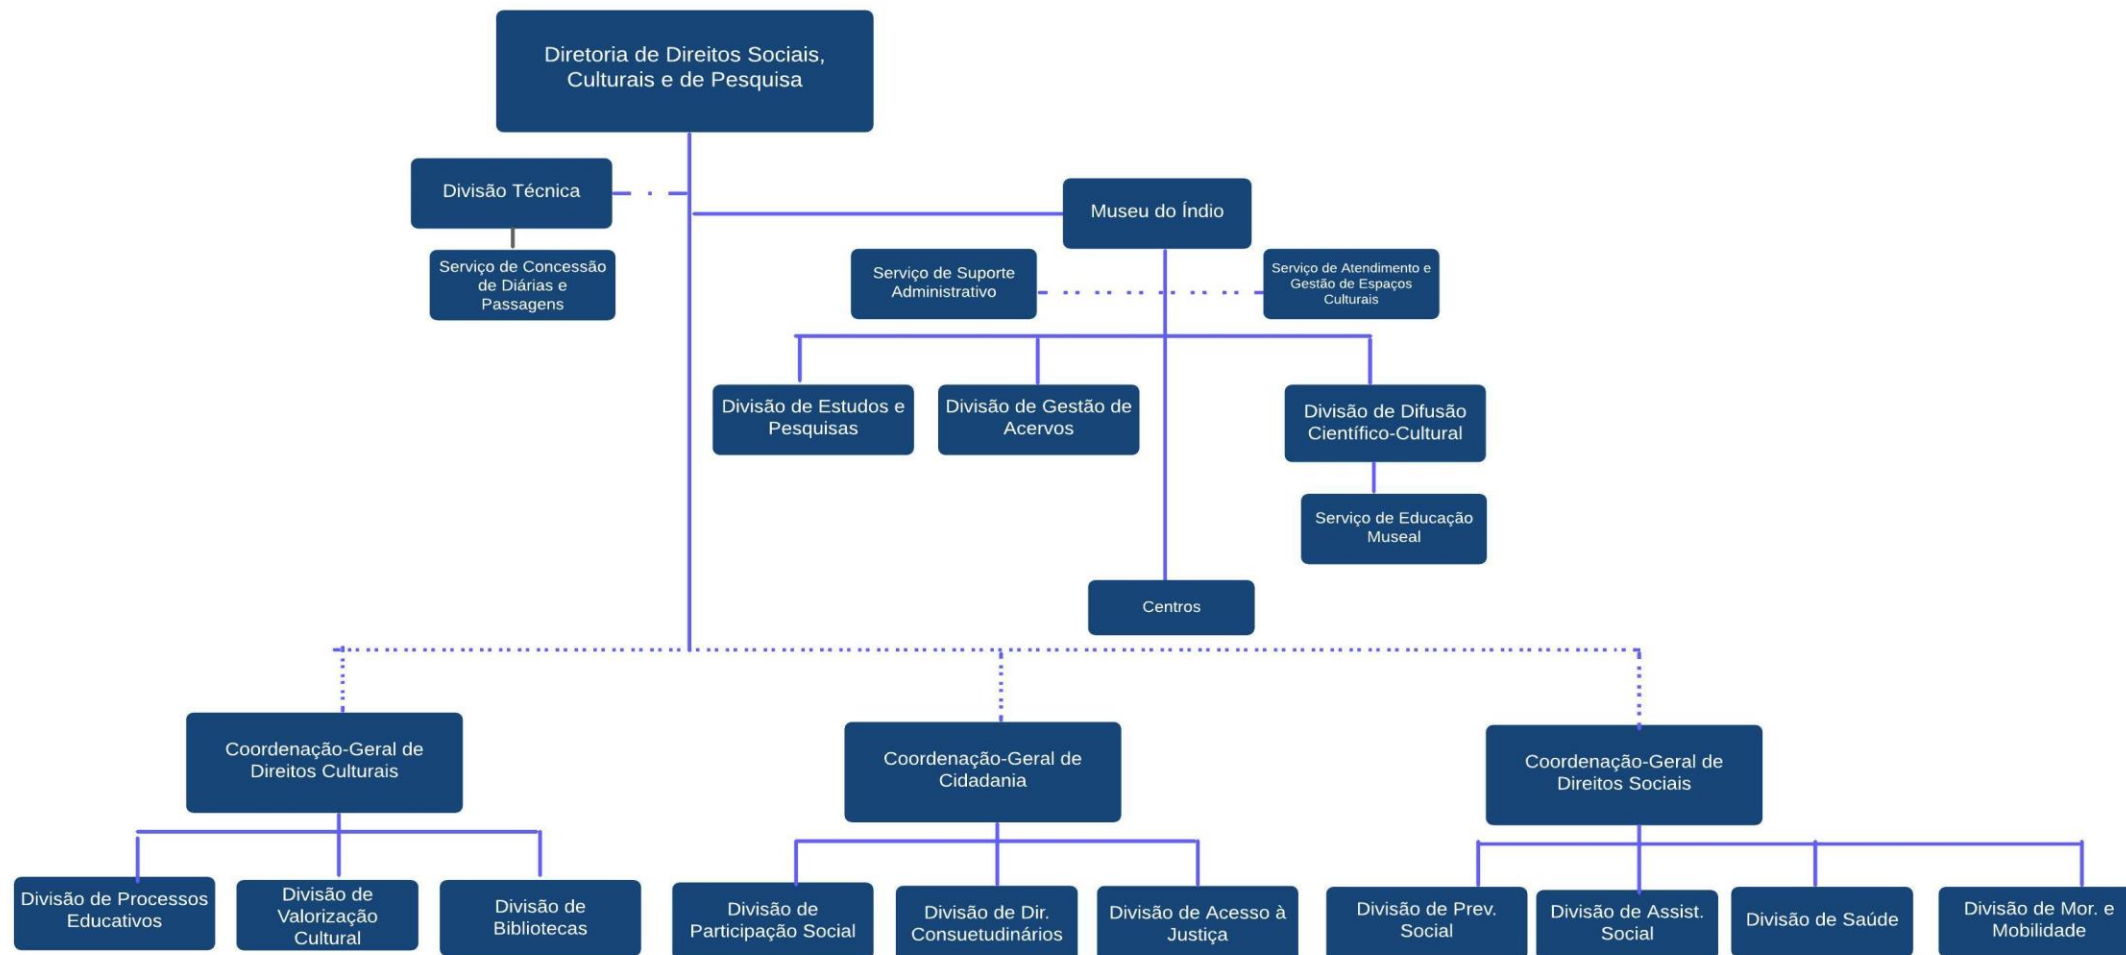 Diretoria de Direitos Sociais,
Culturais e de Pesquisa
Divisão Técnica
Museu do Índio
Serviço de Concessão
de Diárias e
Passagens
Serviço de Suporte
Administrativo
Serviço de Atendimento e
Gestão de Espaços
Culturais
Divisão de Estudos e
Pesquisas
Divisão de Gestão de
Acervos
Divisão de Difusão
Científico-Cultural
Serviço de Educação
Museal
Centros
Coordenação-Geral de
Direitos Culturais
Coordenação-Geral de
Cidadania
Coordenação-Geral de
Direitos Sociais
Divisão de Processos
Educativos
Divisão de
Valorização
Cultural
Divisão de
Bibliotecas
Divisão de
Participação Social
Divisão de Dir.
Consuetudinários
Divisão de Acesso à
Justiça
Divisão de Prev.
Social
Divisão de Assist.
Social
Divisão de Saúde
Divisão de Mor. e
Mobilidade